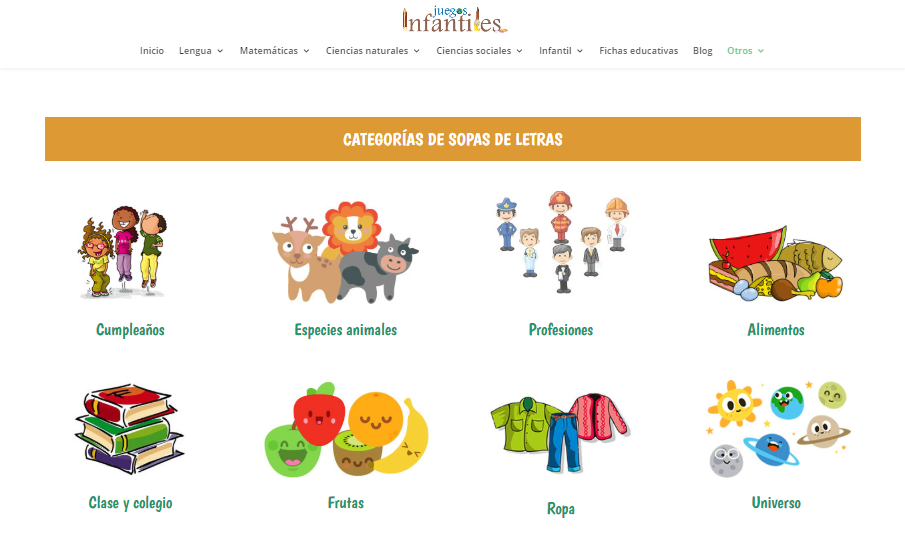 juegos
infantiles
Inicio Lengua Matemáticas Ciencias naturales Ciencias sociales Infantil Fichas educativas Blog Otros
CATEGORÍAS DE SOPAS DE LETRAS
Cumpleaños Especies animales Profesiones Alimentos
Clase y colegio Frutas Ropa Universo